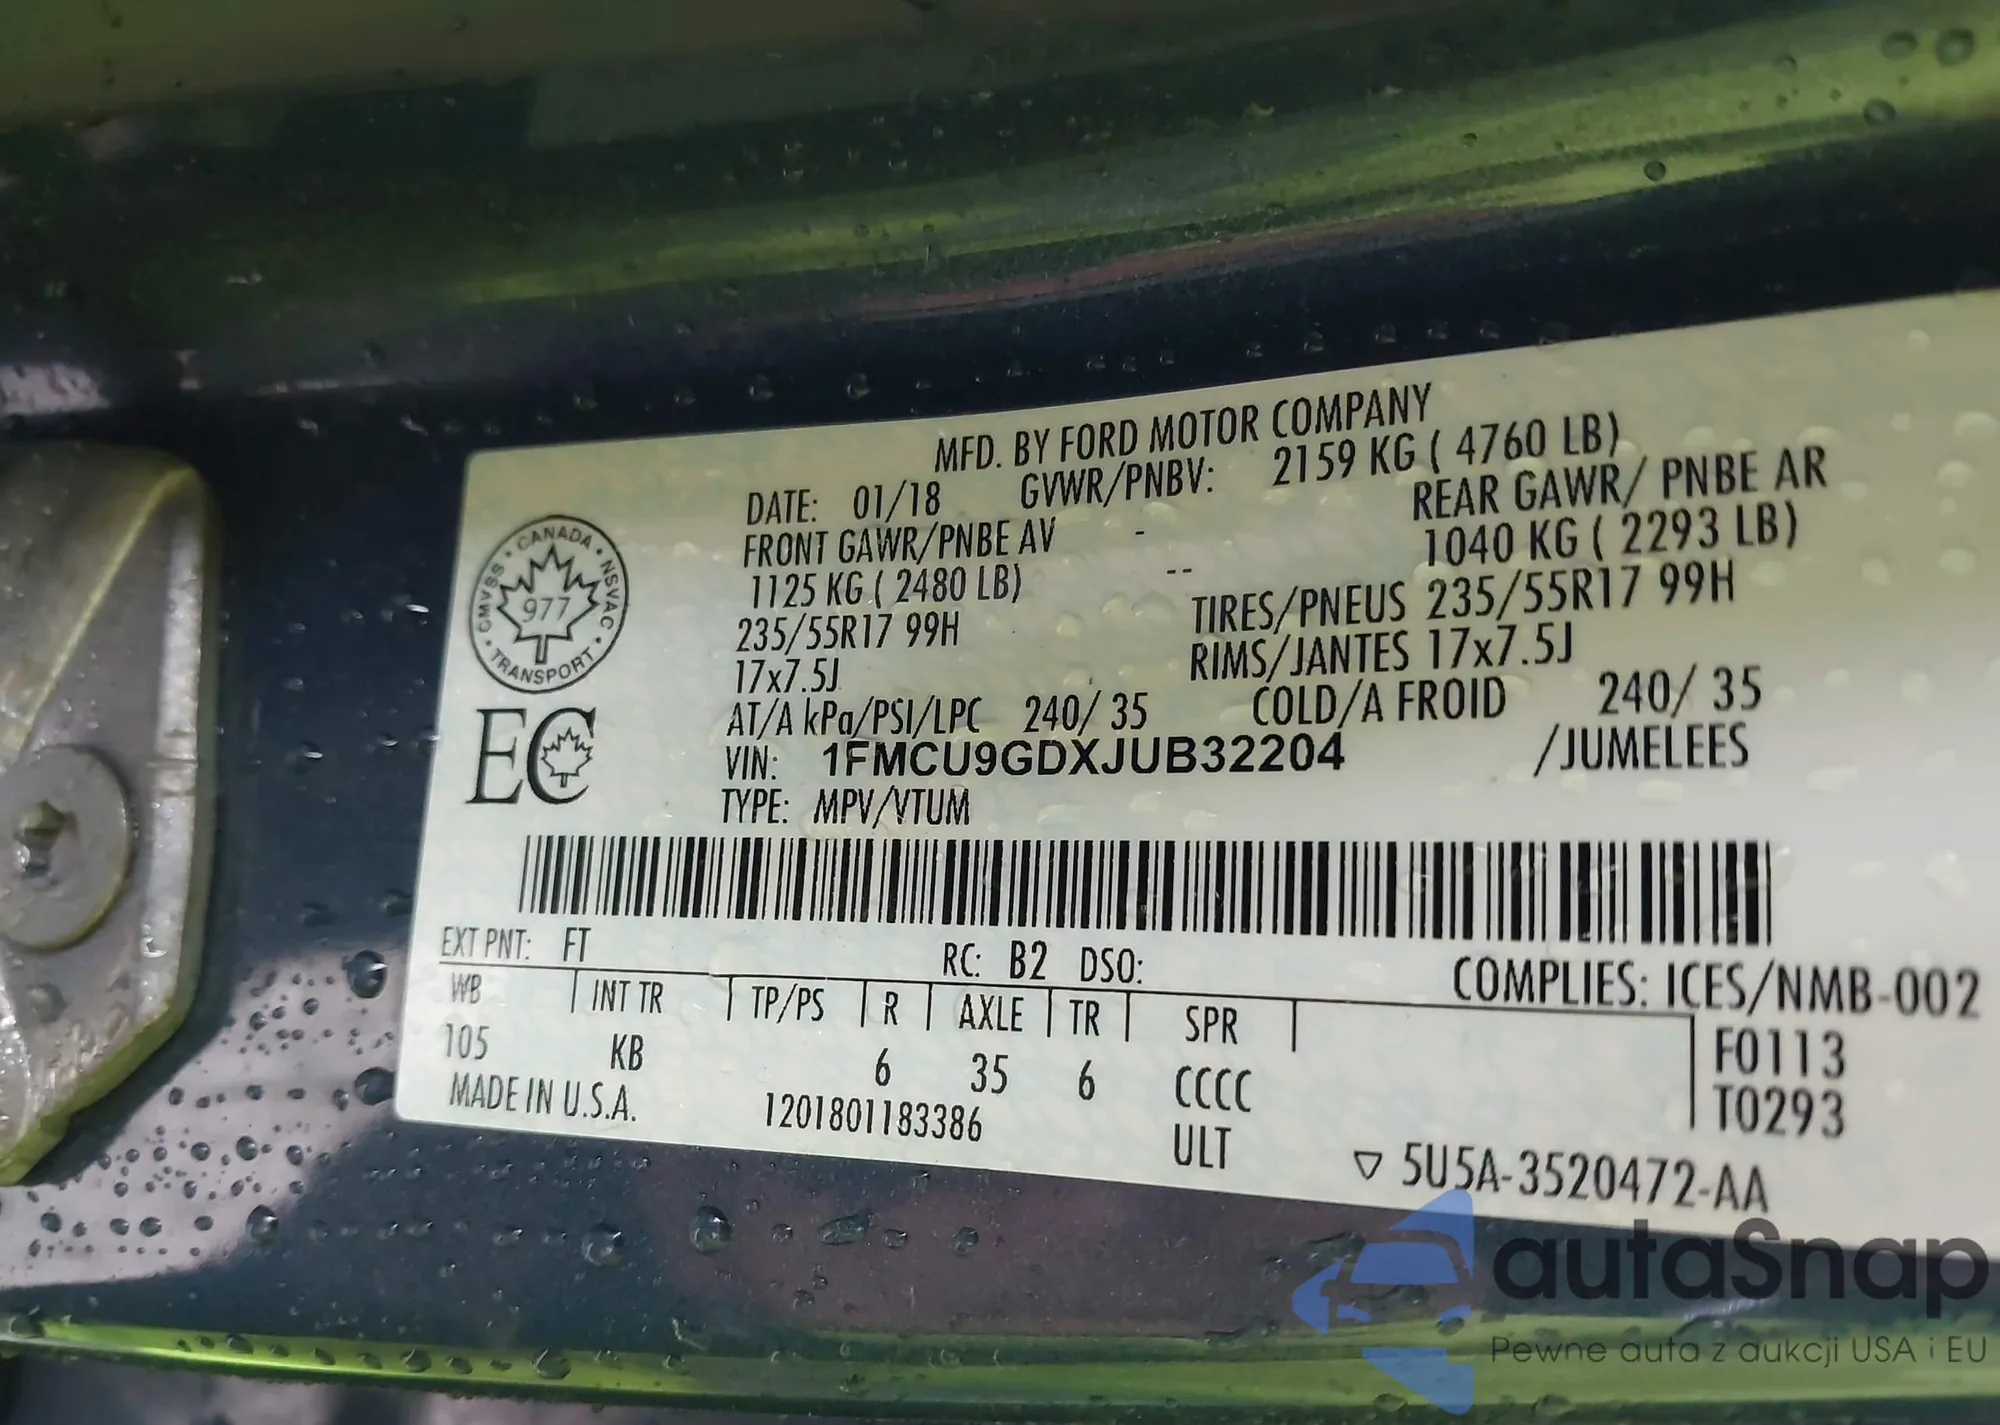 MFD. BY FORD MOTOR COMPANY
DATE: 01/18 GVWR/PNBV: 2159 KG ( 4760 LB)
FRONT GAWR/PNBE AV - REAR GAWR/ PNBE AR
1125 KG ( 2480 LB) -- 1040 KG ( 2293 LB)
235/55R17 99H TIRES/PNEUS 235/55R17 99H
17x7.5J RIMS/JANTES 17x7.5J
AT/A kPa/PSI/LPC 240/ 35 COLD/A FROID 240/ 35
VIN: 1FMCU9GDXJUB32204 /JUMELEES
TYPE: MPV/VTUM
CANADA • NSVAC • TRANSPORT • CMVSS •
977
EC
EXT PNT: FT RC: B2 DSO: COMPLIES: ICES/NMB-002
WB INT TR TP/PS R AXLE TR SPR F0113
105 KB 6 35 6 CCCC T0293
MADE IN U.S.A. 1201801183386 ULT ▽ 5U5A-3520472-AA
autaSnap
Pewne auta z aukcji USA i EU